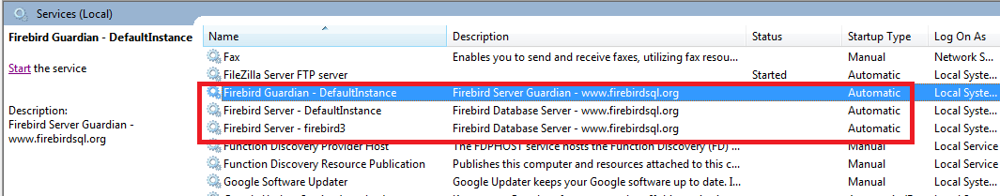 Services (Local)
Firebird Guardian - DefaultInstance
Start the service
Description:
Firebird Server Guardian -
www.firebirdsql.org
Name Description Status Startup Type Log On As
Fax Enables you to send and receive faxes, utilizing fax resou... Manual Network S...
FileZilla Server FTP server Started Automatic Local Syste...
Firebird Guardian - DefaultInstance Firebird Server Guardian - www.firebirdsql.org Automatic Local Syste...
Firebird Server - DefaultInstance Firebird Database Server - www.firebirdsql.org Automatic Local Syste...
Firebird Server - firebird3 Firebird Database Server - www.firebirdsql.org Automatic Local Syste...
Function Discovery Provider Host The FDPHOST service hosts the Function Discovery (FD) ... Manual Local Service
Function Discovery Resource Publication Publishes this computer and resources attached to this c... Manual Local Service
Google Software Updater Google Updater keeps your Google software up to date. I... Manual Local Syste...